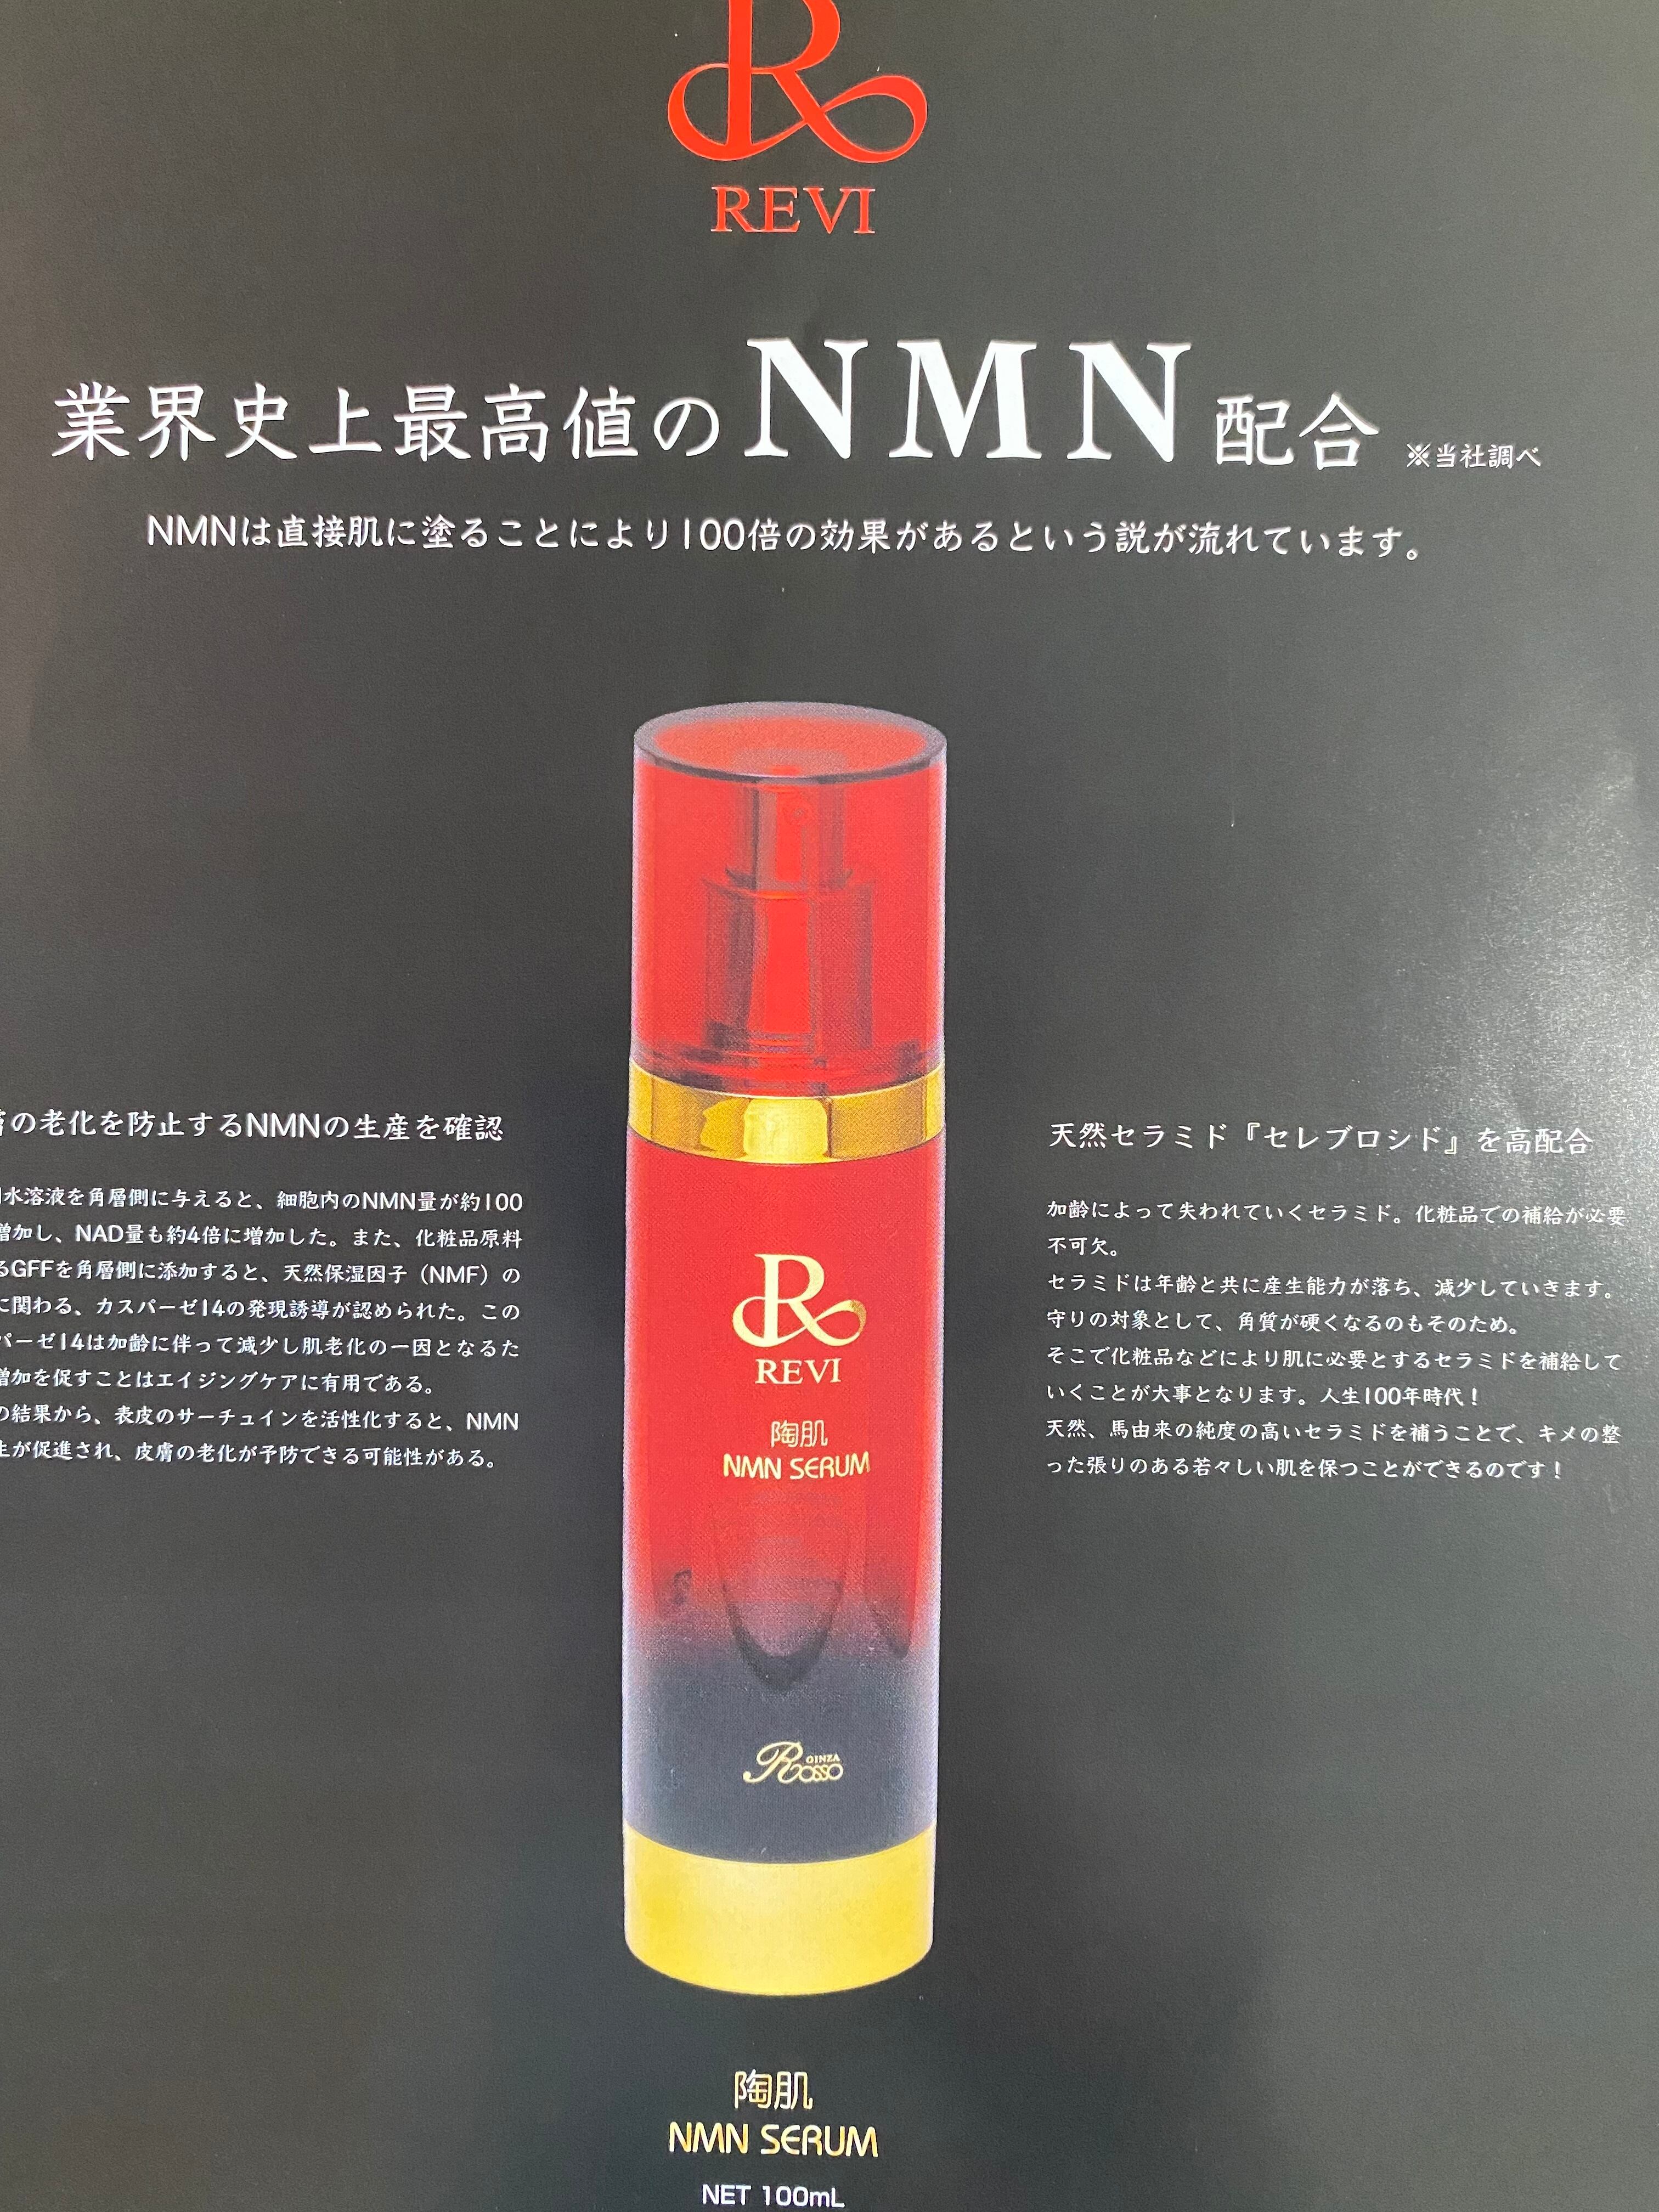 REVI
業界史上最高値のNMN配合 ※当社調べ
NMNは直接肌に塗ることにより100倍の効果があるという説が流れています。
の老化を防止するNMNの生産を確認
水溶液を角層側に与えると、細胞内のNMN量が約100
増加し、NAD量も約4倍に増加した。また、化粧品原料
るGFFを角層側に添加すると、天然保湿因子（NMF）の
に関わる、カスパーゼ14の発現誘導が認められた。この
パーゼ14は加齢に伴って減少し肌老化の一因となるた
増加を促すことはエイジングケアに有用である。
の結果から、表皮のサーチュインを活性化すると、NMN
生が促進され、皮膚の老化が予防できる可能性がある。
天然セラミド『セレブロシド』を高配合
加齢によって失われていくセラミド。化粧品での補給が必要
不可欠。
セラミドは年齢と共に産生能力が落ち、減少していきます。
守りの対象として、角質が硬くなるのもそのため。
そこで化粧品などにより肌に必要とするセラミドを補給して
いくことが大事となります。人生100年時代！
天然、馬由来の純度の高いセラミドを補うことで、キメの整
った張りのある若々しい肌を保つことができるのです！
R
REVI
陶肌
NMN SERUM
GINZA
Rosso
陶肌
NMN SERUM
NET 100mL